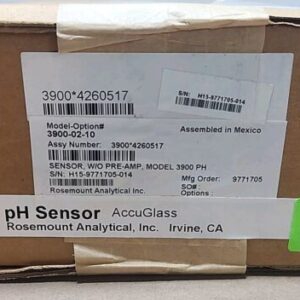 S/N: H15-9771705-014
3900*4260517
Model-Option#
3900-02-10
Assembled in Mexico
Assy Number: 3900*4260517
SENSOR, W/O PRE-AMP, MODEL 3900 PH
S/N: H15-9771705-014
Mfg Order: 9771705
Rosemount Analytical Inc.
SO#
Options :
pH Sensor AccuGlass
Rosemount Analytical, Inc. Irvine, CA